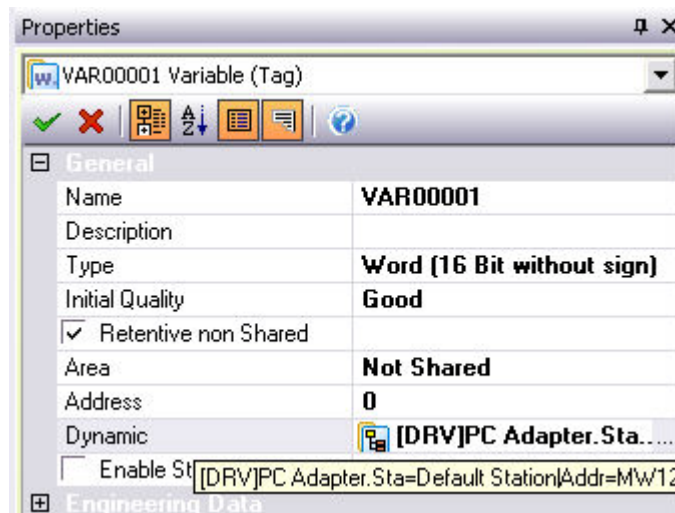 Properties
VAR00001 Variable (Tag)
General
Name VAR00001
Description
Type Word (16 Bit without sign)
Initial Quality Good
Retentive non Shared
Area Not Shared
Address 0
Dynamic [DRV]PC Adapter.Sta.....
Enable St [DRV]PC Adapter.Sta=Default Station|Addr=MW12
Engineering Data